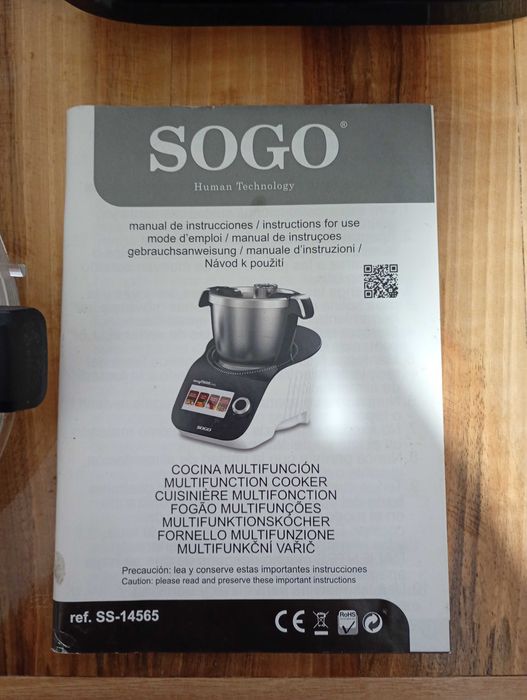 SOGO®
Human Technology
manual de instrucciones / instructions for use
mode d'emploi / manual de instruçoes
gebrauchsanweisung / manuale d'instruzioni /
Návod k použití
SOGO
COCINA MULTIFUNCIÓN
MULTIFUNCTION COOKER
CUISINIÈRE MULTIFONCTION
FOGÃO MULTIFUNÇÕES
MULTIFUNKTIONSKOCHER
FORNELLO MULTIFUNZIONE
MULTIFUNKČNÍ VAŘIČ
Precaución: lea y conserve estas importantes instrucciones
Caution: please read and preserve these important instructions
ref. SS-14565
CE
RoHS